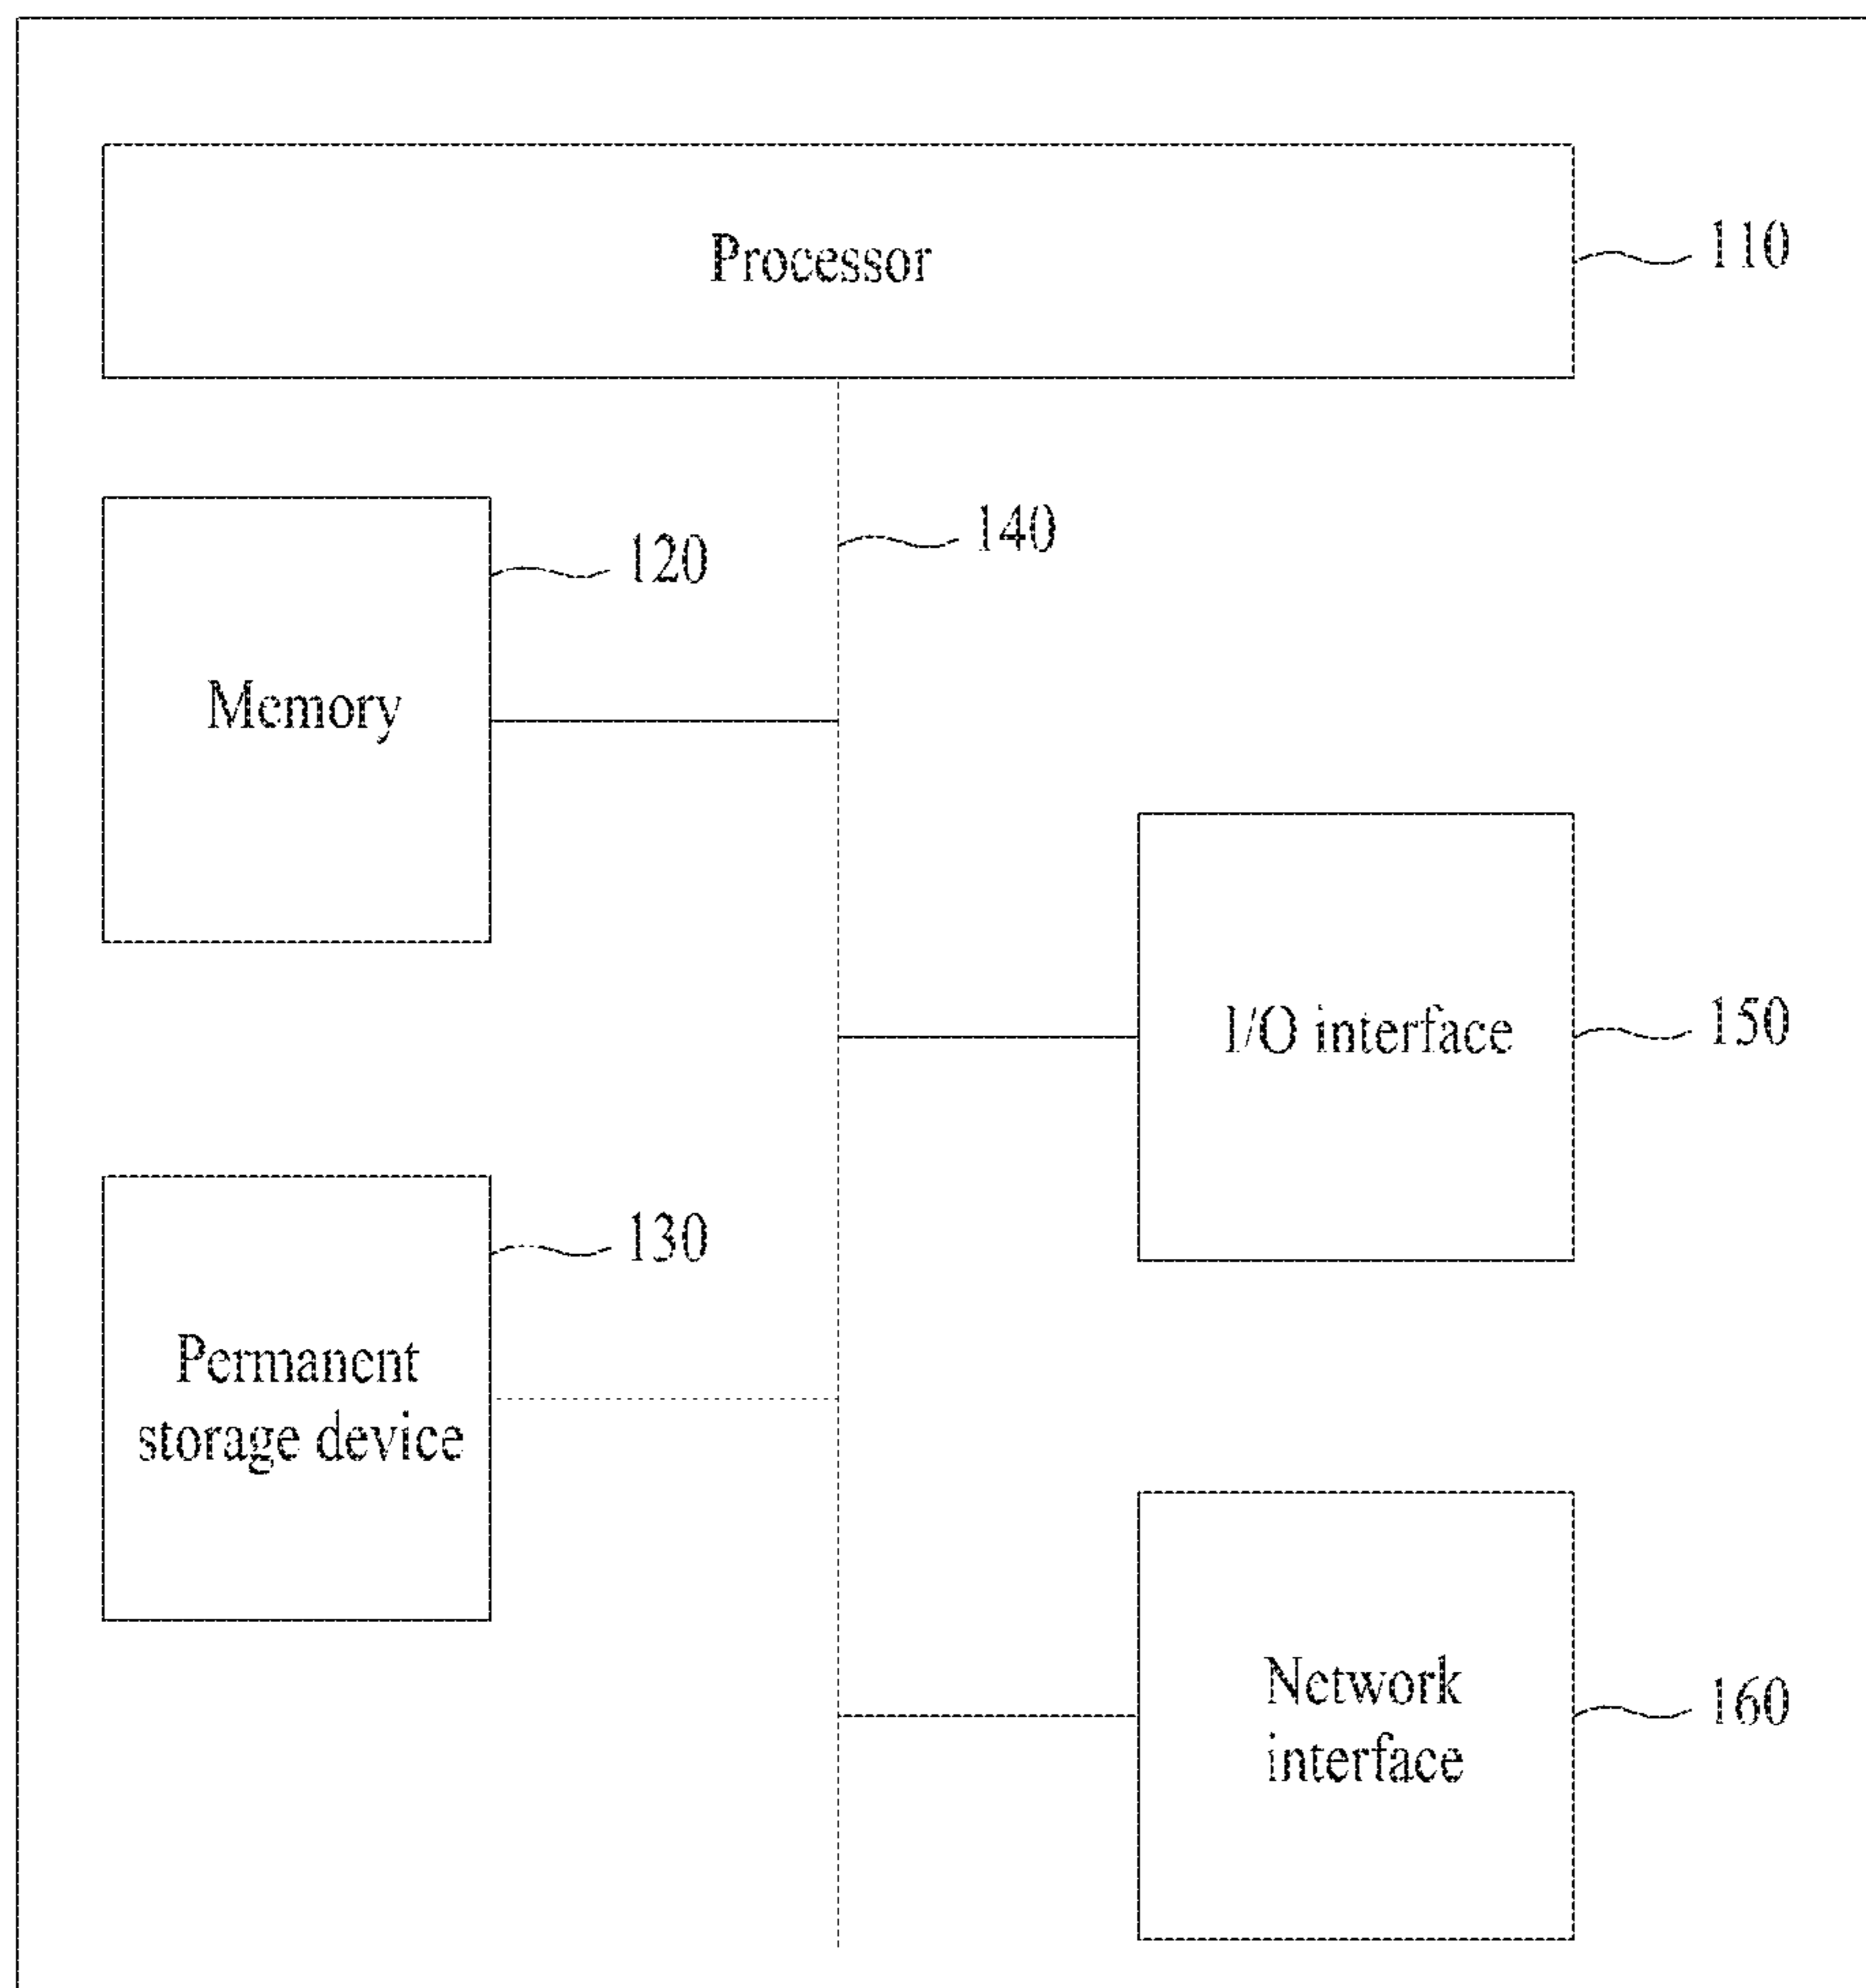 Processor
110
140
120
Memory
I/O interface
150
130
Permanent
storage device
Network
interface
160